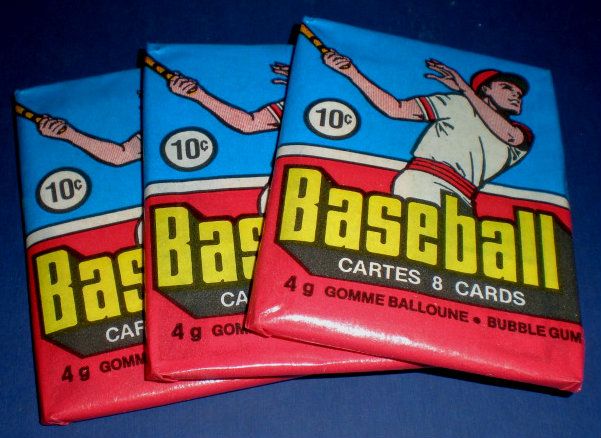 10¢
Bas
CAR
4 g GOMM
10¢
Bas
CA
4 g GOM
10¢
Baseball
CARTES 8 CARDS
4 g GOMME BALLOUNE • BUBBLE GUM